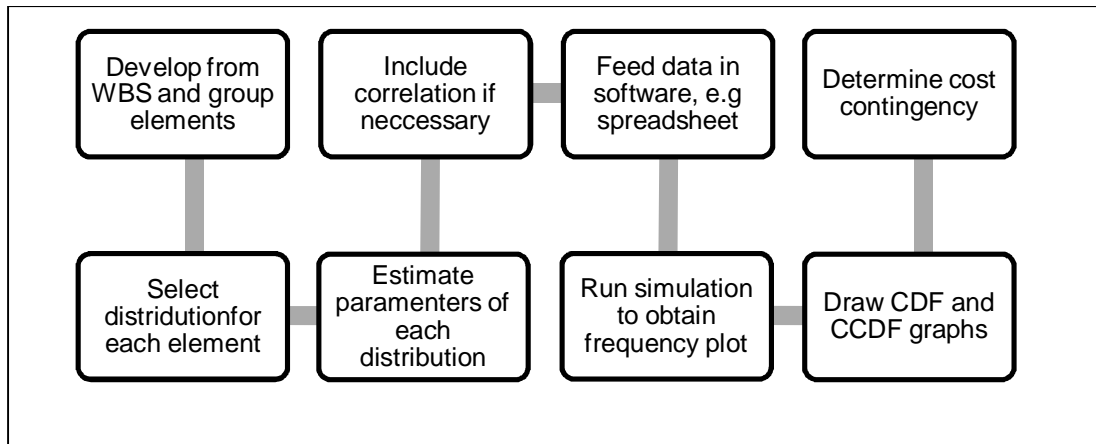 Develop from
WBS and group
elements
Include
correlation if
neccessary
Feed data in
software, e.g
spreadsheet
Determine cost
contingency
Select
distridutionfor
each element
Estimate
paramenters of
each
distribution
Run simulation
to obtain
frequency plot
Draw CDF and
CCDF graphs